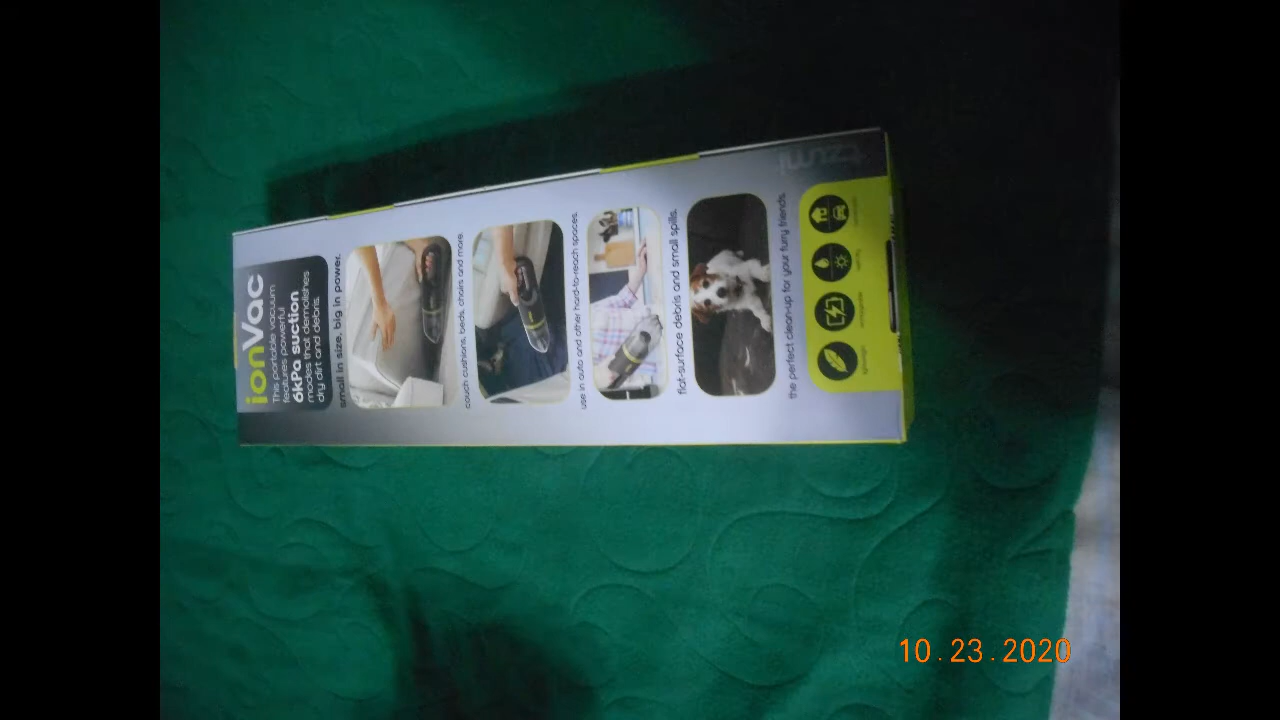 ionVac
This portable vacuum
features powerful
6kPa suction
modes that demolishes
dry dirt and debris.
small in size, big in power.
couch cushions, beds, chairs and more.
use in auto and other hard-to-reach spaces.
flat-surface debris and small spills.
the perfect clean-up for your furry friends.
tzumi
10.23.2020